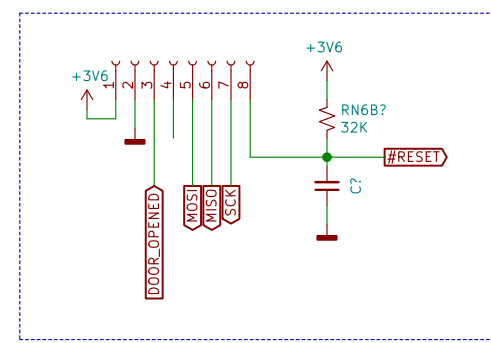 +3V6
+3V6
1
2
3
4
5
6
7
8
RN6B?
32K
#RESET
C?
MOSI
MISO
SCK
DOOR_OPENED